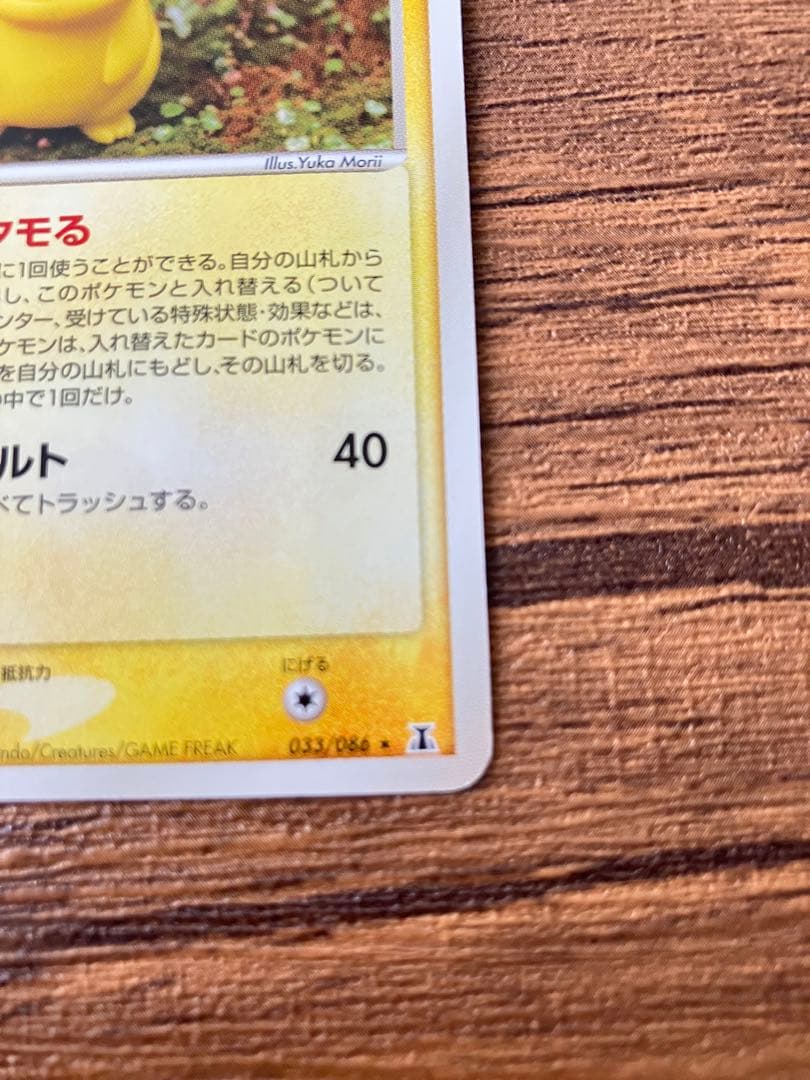 Illus.Yuka Morii
タモる
に1回使うことができる。自分の山札から
し、このポケモンと入れ替える(ついて
ンター、受けている特殊状態・効果などは、
ケモンは、入れ替えたカードのポケモンに
を自分の山札にもどし、その山札を切る。
中で1回だけ。
ルト 40
べてトラッシュする。
抵抗力 にげる
ndo/Creatures/GAME FREAK 033/086 ★